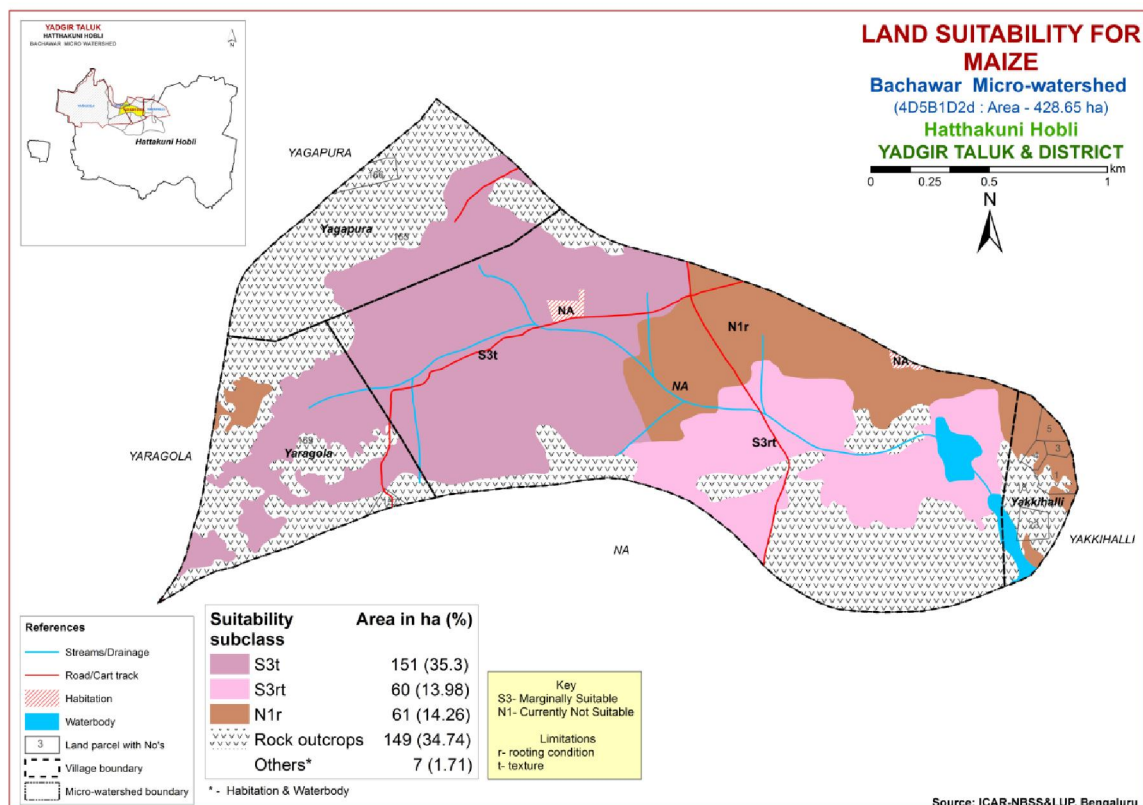 YADGIR TALUK
HATTAKUNI HOBLI
BACHAWAR MICRO WATERSHED
N
Hattakuni Hobli
LAND SUITABILITY FOR
MAIZE
Bachawar Micro-watershed
(4D5B1D2d : Area - 428.65 ha)
Hatthakuni Hobli
YADGIR TALUK & DISTRICT
km
0 0.25 0.5 1
N
YAGAPURA
Yagapura
NA
N1r
S3t
NA
NA
S3rt
YARAGOLA
169
Yaragola
5
3
1
Yakkihalli
YAKKIHALLI
NA
References
Streams/Drainage
Road/Cart track
Habitation
Waterbody
3 Land parcel with No's
Village boundary
Micro-watershed boundary
Suitability subclass Area in ha (%)
S3t 151 (35.3)
S3rt 60 (13.98)
N1r 61 (14.26)
Rock outcrops 149 (34.74)
Others* 7 (1.71)
* - Habitation & Waterbody
Key
S3- Marginally Suitable
N1- Currently Not Suitable
Limitations
r- rooting condition
t- texture
Source: ICAR-NBSS&LUP, Bengaluru